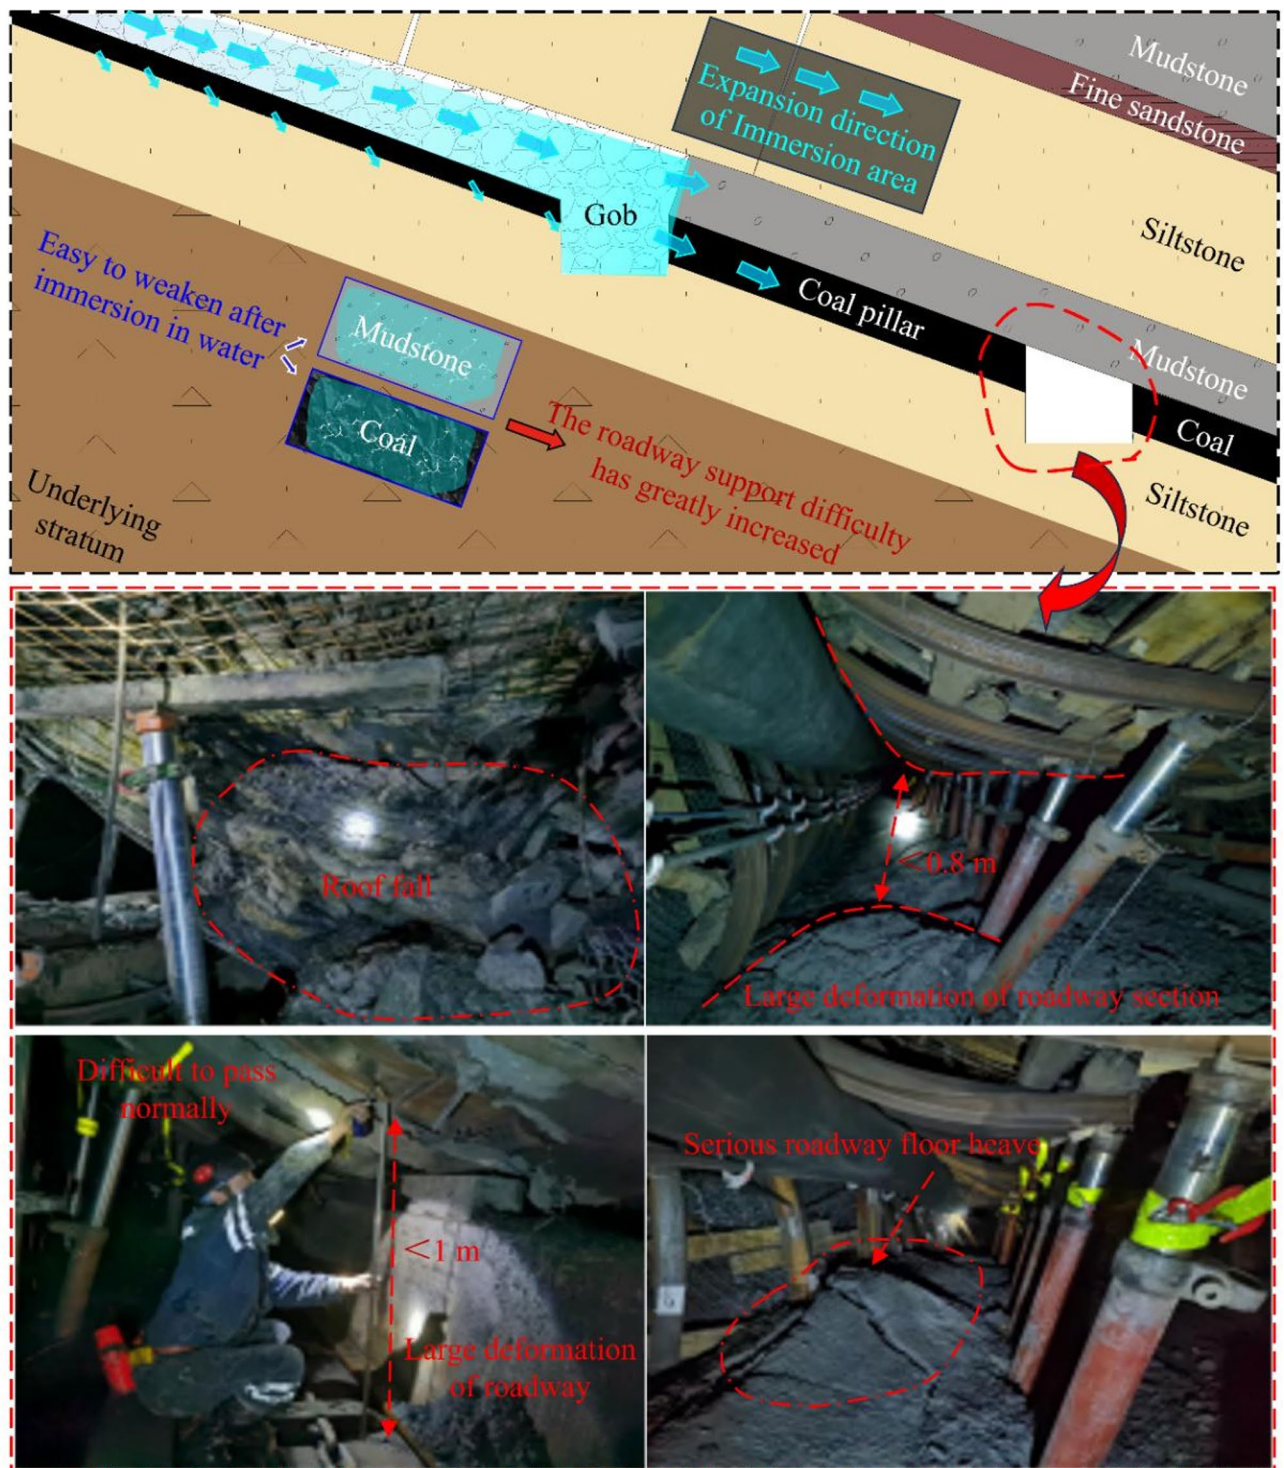 Mudstone
Fine sandstone
Expansion direction
of Immersion area
Gob
Siltstone
Easy to weaken after
immersion in water
Mudstone
Coal pillar
Mudstone
Coal
Coal
The roadway support difficulty
has greatly increased
Siltstone
Underlying
stratum
Roof fall
<0.8 m
Large deformation of roadway section
Difficult to pass
normally
<1 m
Large deformation
of roadway
Serious roadway floor heave